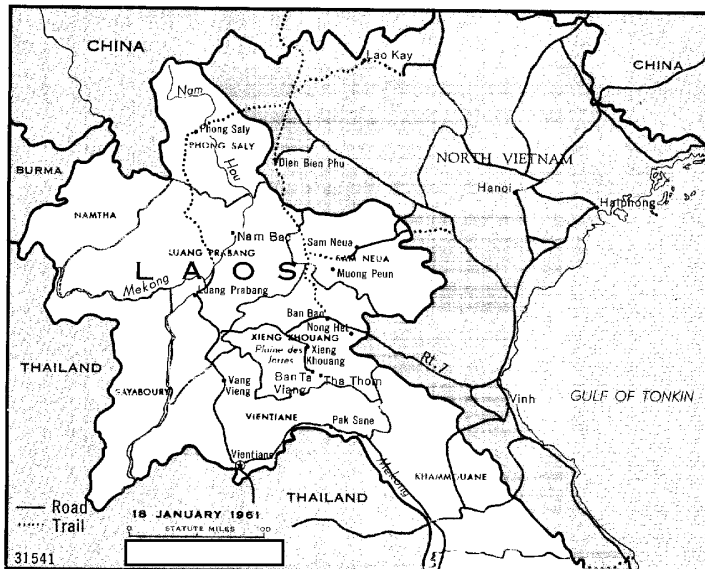 CHINA
Lao Kay
CHINA
Nam
Phong Saly
PHONG SALY
Hou
BURMA
Dien Bien Phu
NORTH VIETNAM
Hanoi
Haiphong
NAMTHA
Nam Bac
LUANG PRABANG
Sam Neua
SAM NEUA
LAOS
Muong Peun
Mekong
Luang Prabang
Ban Ban
Nong Het
XIENG KHOUANG
Plaine des
Jarres
Xieng
Khouang
Rt. 7
THAILAND
SAYABOURY
Vang
Vieng
Ban Ta
Viang
Tha Thom
Vinh
GULF OF TONKIN
VIENTIANE
Pak Sane
Vientiane
Mekong
KHAMMOUANE
THAILAND
Road
Trail
18 JANUARY 1961
STATUTE MILES
0
31541